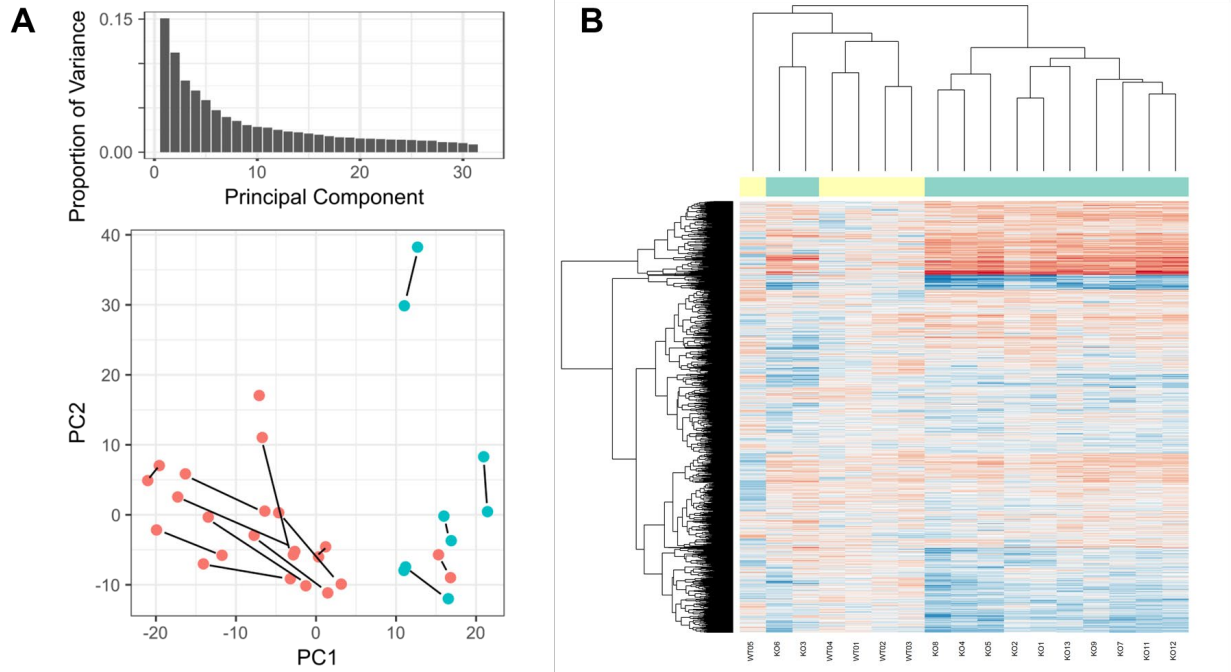 A
0.15
0.00
Proportion of Variance
0
10
20
30
Principal Component
40
30
20
10
0
-10
PC2
-20
-10
0
10
20
PC1
B
WT05
KO6
KO3
WT04
WT01
WT02
WT03
KO8
KO4
KO5
KO2
KO1
KO13
KO9
KO7
KO11
KO12